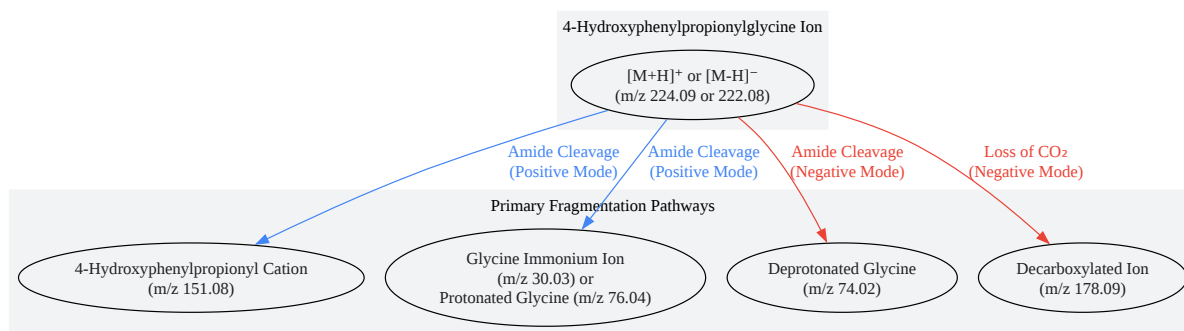 4-Hydroxyphenylpropionylglycine Ion
[M+H]⁺ or [M-H]⁻
(m/z 224.09 or 222.08)
Amide Cleavage
(Positive Mode)
Amide Cleavage
(Positive Mode)
Amide Cleavage
(Negative Mode)
Loss of CO₂
(Negative Mode)
Primary Fragmentation Pathways
4-Hydroxyphenylpropionyl Cation
(m/z 151.08)
Glycine Immonium Ion
(m/z 30.03) or
Protonated Glycine (m/z 76.04)
Deprotonated Glycine
(m/z 74.02)
Decarboxylated Ion
(m/z 178.09)